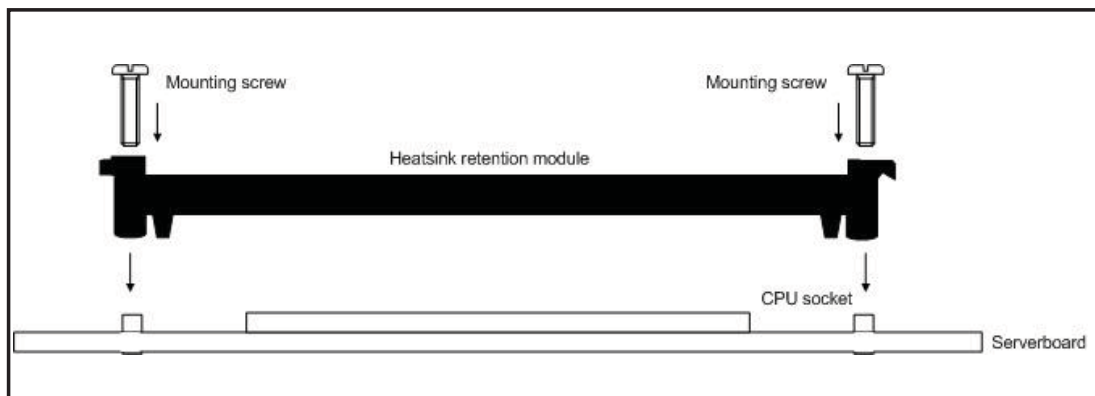 Mounting screw
Mounting screw
Heatsink retention module
CPU socket
Serverboard